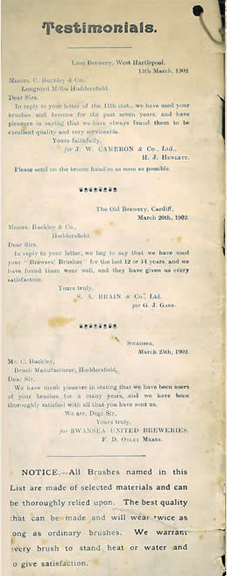 Testimonials.
Lion Brewery, West Hartlepool,
13th March, 1902
Messrs. C. Buckley & Co.,
Longroyd Mills, Huddersfield.
Dear Sirs,
In reply to your letter of the 11th inst., we have used your
brushes and brooms for the past seven years, and have
pleasure in saying that we have always found them to be
excellent quality and very serviceable.
Yours faithfully,
for J. W. CAMERON & Co., Ltd.,
H. J. HEWLETT.
Please send on the broom handles as soon as possible.
The Old Brewery, Cardiff,
March 20th, 1902.
Messrs. Buckley & Co.,
Huddersfield.
Dear Sirs,
In reply to your letter, we beg to say that we have used
your "Brewers' Brushes" for the last 12 or 14 years and we
have found them wear well, and they have given us every
satisfaction.
Yours truly,
S. A. BRAIN & Co., Ltd.
per G. J.
Swansea,
March 25th, 1902.
Mr. C. Buckley,
Brush Manufacturer, Huddersfield,
Dear Sir,
We have much pleasure in stating that we have been users
of your brushes for a many years, and we have been
thoroughly satisfied with all that you have sent us.
We are, Dear Sir,
Yours truly,
for SWANSEA UNITED BREWERIES.
F. D. OTLEY MEARS.
NOTICE.—All Brushes named in this
List are made of selected materials and can
be thoroughly relied upon. The best quality
that can be made and will wear twice as
ong as ordinary brushes. We warrant
very brush to stand heat or water and
o give satisfaction.